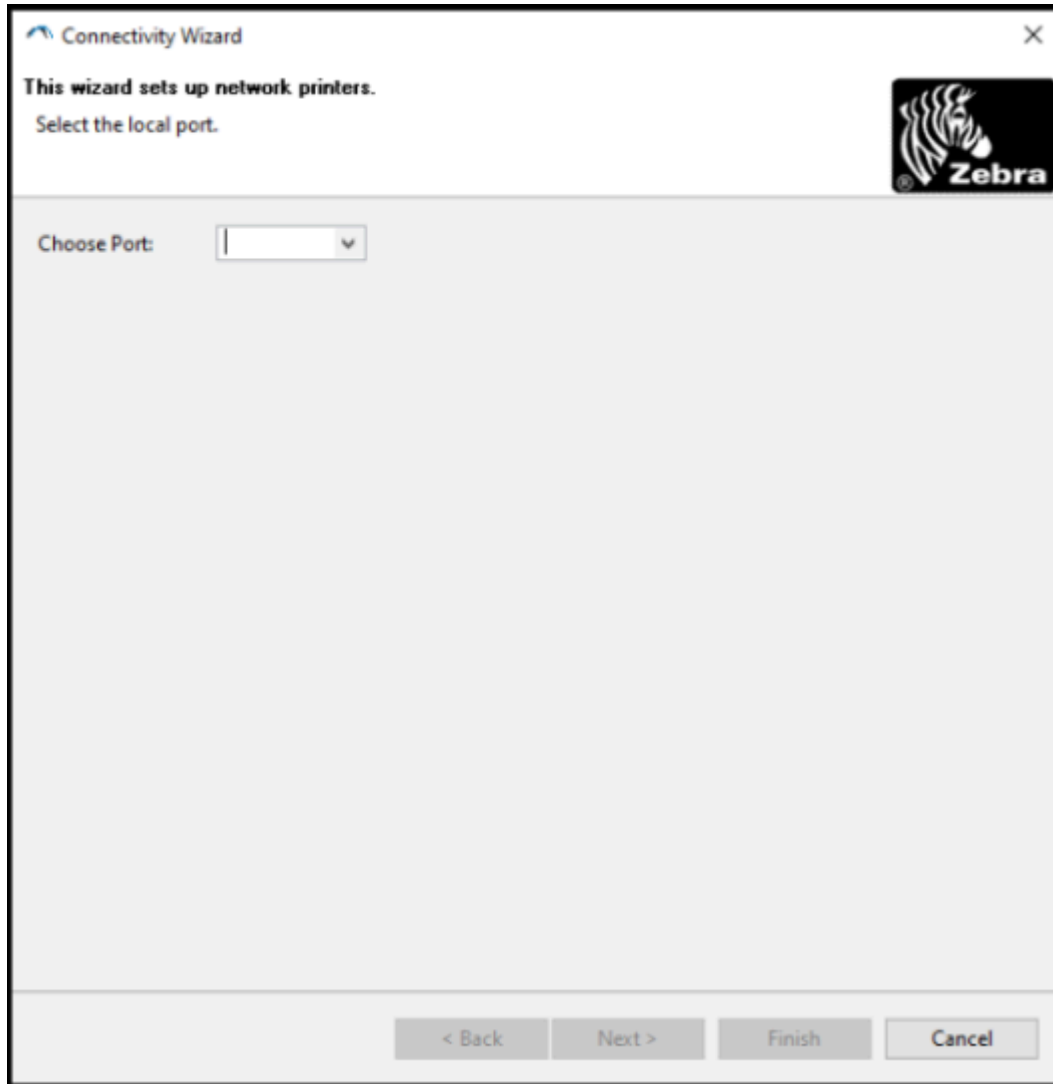 Connectivity Wizard
This wizard sets up network printers.
Select the local port.
® Zebra
Choose Port:
< Back Next > Finish Cancel